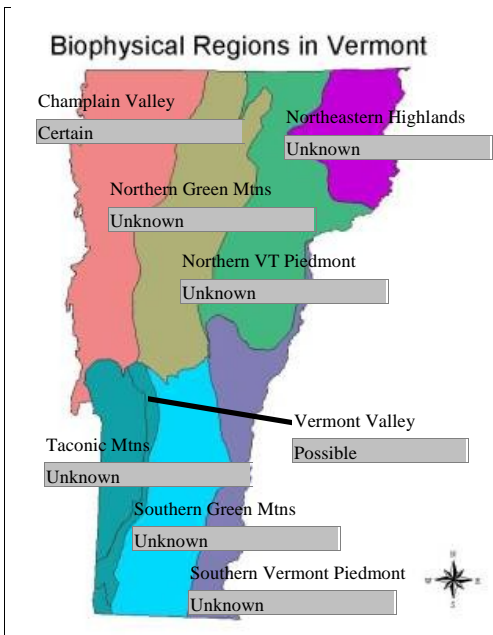 Biophysical Regions in Vermont
Champlain Valley
Certain
Northeastern Highlands
Unknown
Northern Green Mtns
Unknown
Northern VT Piedmont
Unknown
Vermont Valley
Possible
Taconic Mtns
Unknown
Southern Green Mtns
Unknown
Southern Vermont Piedmont
Unknown
N
W E
S